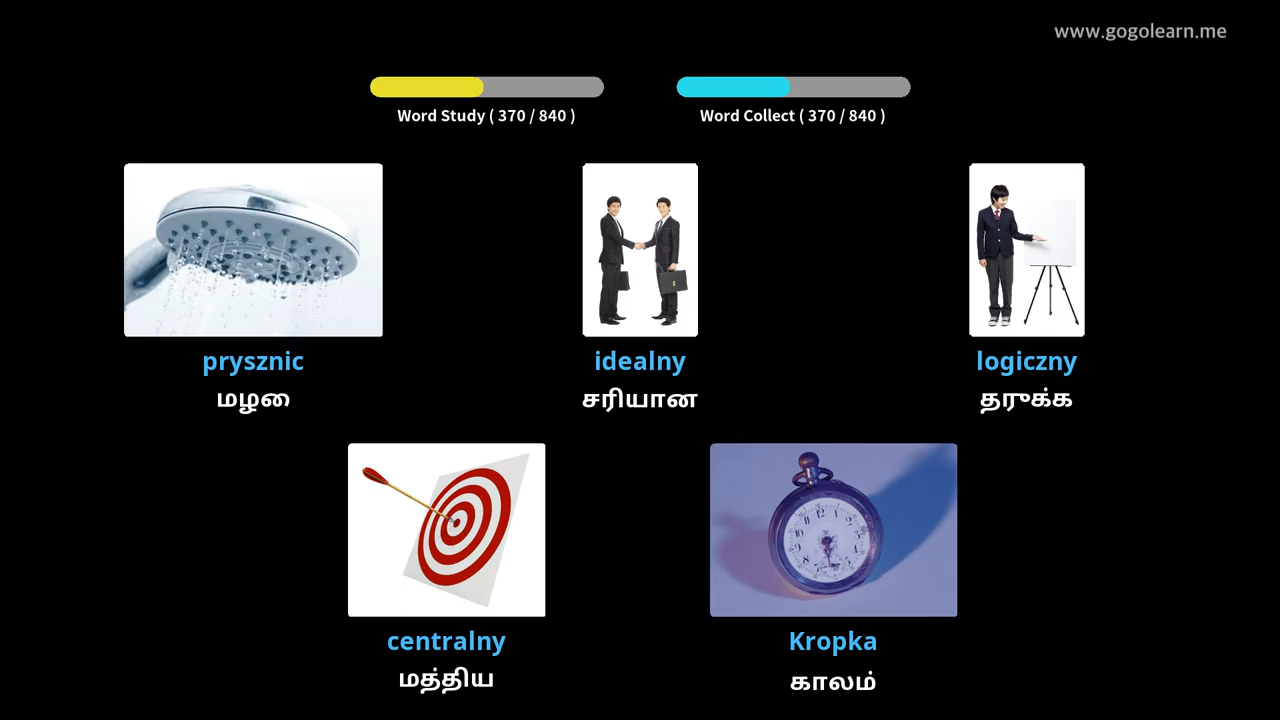 www.gogolearn.me
Word Study ( 370 / 840 )
Word Collect ( 370 / 840 )
prysznic
மழை
idealny
சரியான
logiczny
தருக்க
centralny
மத்திய
Kropka
காலம்